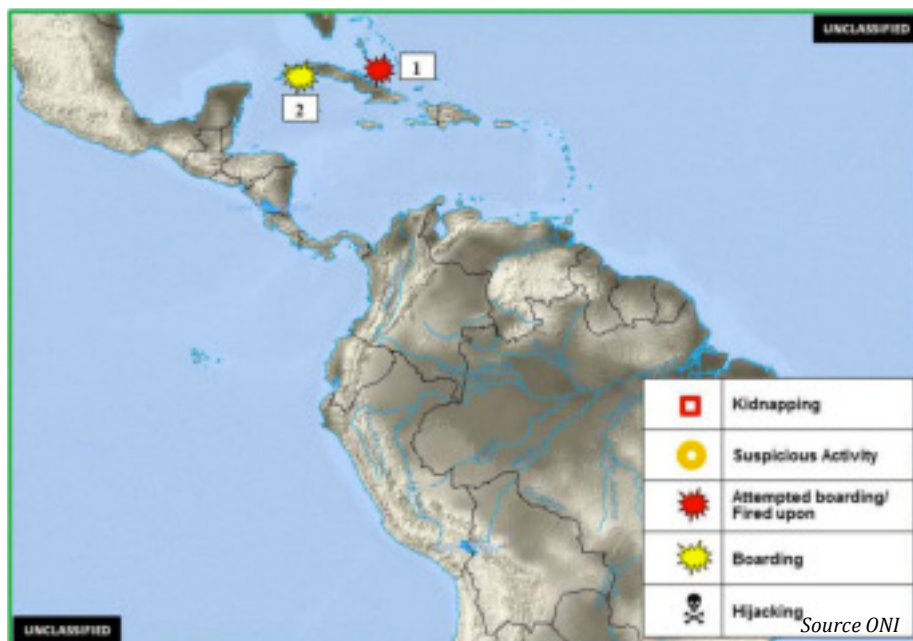 UNCLASSIFIED
1
2
Kidnapping
Suspicious Activity
Attempted boarding/
Fired upon
Boarding
Hijacking
Source ONI
UNCLASSIFIED